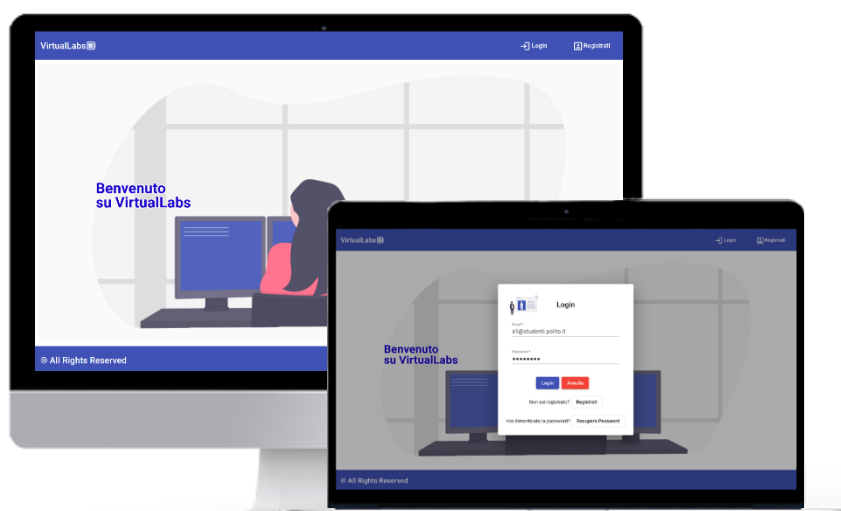 VirtualLabs
Login
Registrati
Benvenuto
su VirtualLabs
® All Rights Reserved
VirtualLabs
Login
Registrati
Benvenuto
su VirtualLabs
Login
Email *
s1@studenti.polito.it
Password *
Login
Annulla
Non sei registrato? Registrati
Hai dimenticato la password? Recupera Password
® All Rights Reserved